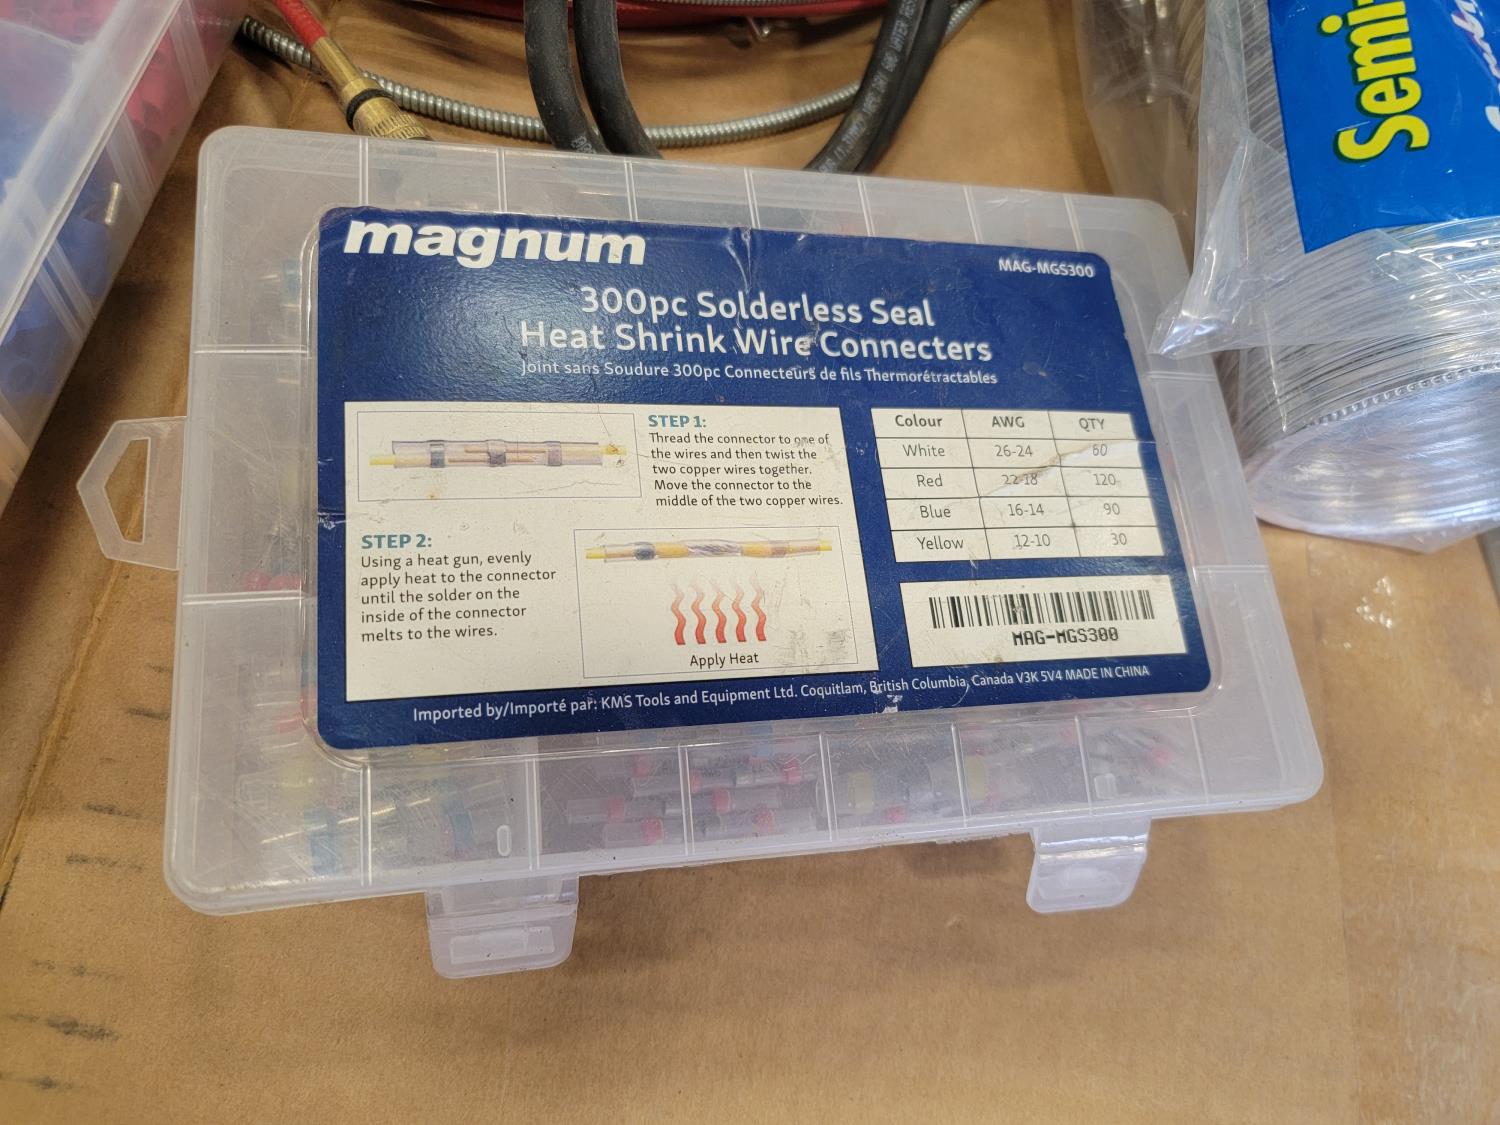 magnum
MAG-MGS300
300pc Solderless Seal
Heat Shrink Wire Connecters
Joint sans Soudure 300pc Connecteurs de fils Thermorétractables
STEP 1:
Thread the connector to one of
the wires and then twist the
two copper wires together.
Move the connector to the
middle of the two copper wires.
STEP 2:
Using a heat gun, evenly
apply heat to the connector
until the solder on the
inside of the connector
melts to the wires.
Apply Heat
Colour AWG QTY
White 26-24 60
Red 22-18 120
Blue 16-14 90
Yellow 12-10 30
MAG-MGS300
Imported by/Importé par: KMS Tools and Equipment Ltd. Coquitlam, British Columbia, Canada V3K 5V4 MADE IN CHINA
Semi-